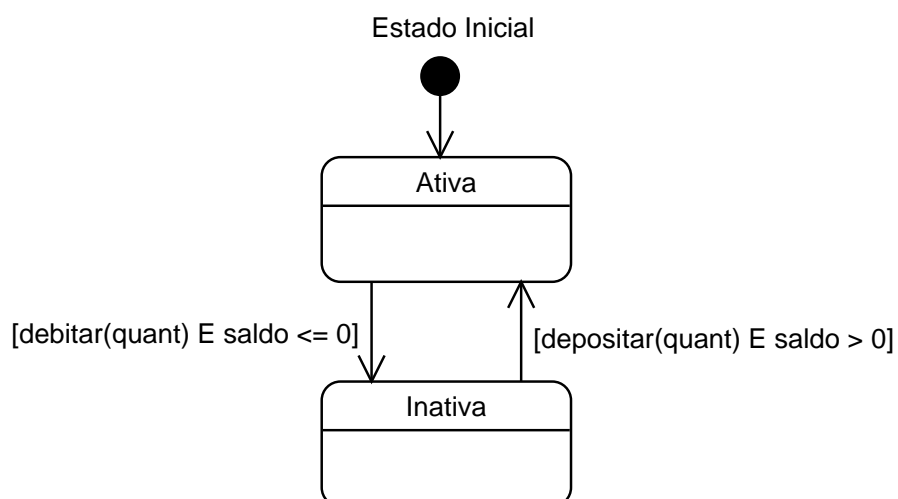 Estado Inicial
Ativa
[debitar(quant) E saldo <= 0]
[depositar(quant) E saldo > 0]
Inativa